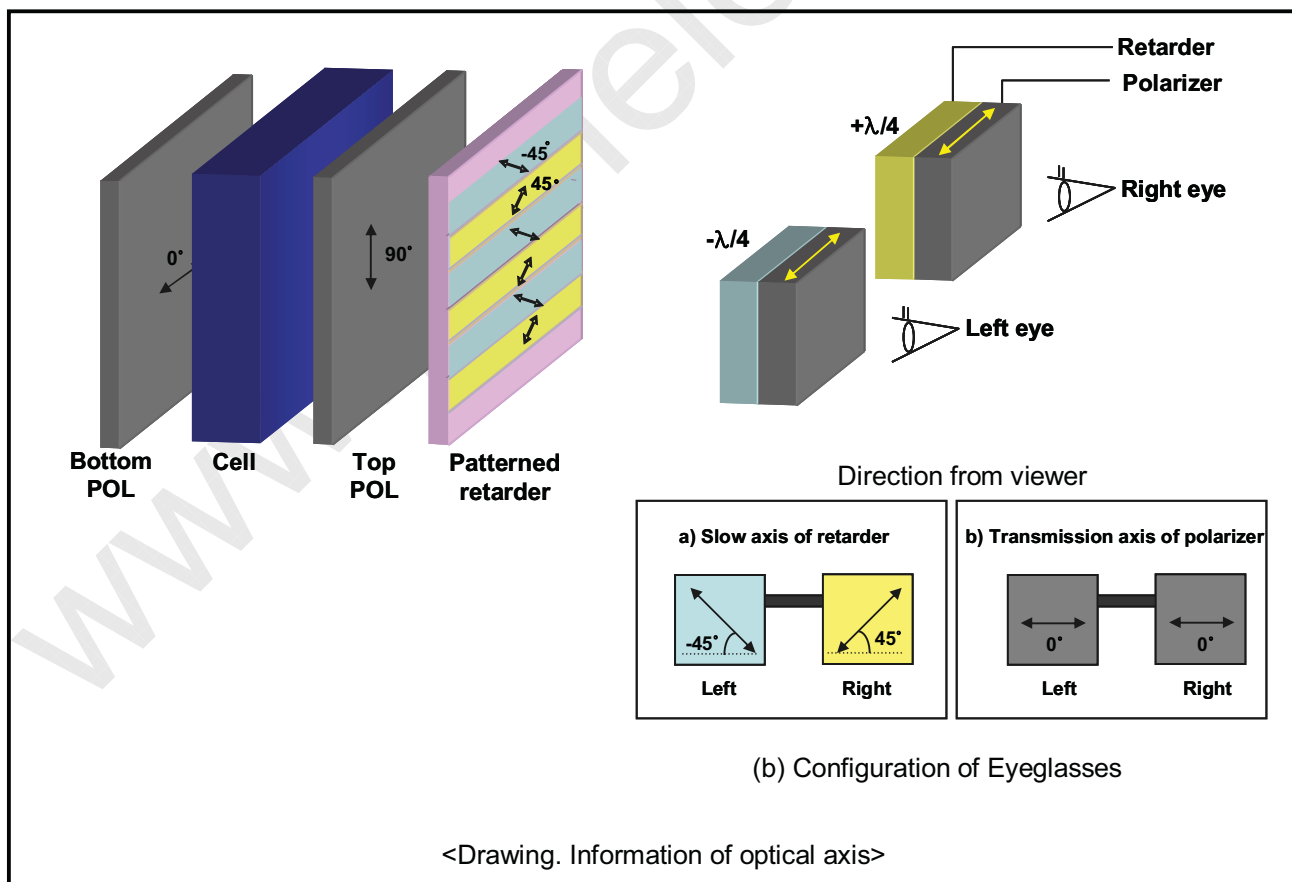 Retarder
Polarizer
+λ/4
Right eye
-λ/4
Left eye
0°
90°
-45°
45°
Bottom
POL
Cell
Top
POL
Patterned
retarder
Direction from viewer
a) Slow axis of retarder
-45°
45°
Left
Right
b) Transmission axis of polarizer
0°
0°
Left
Right
(b) Configuration of Eyeglasses
<Drawing. Information of optical axis>
www